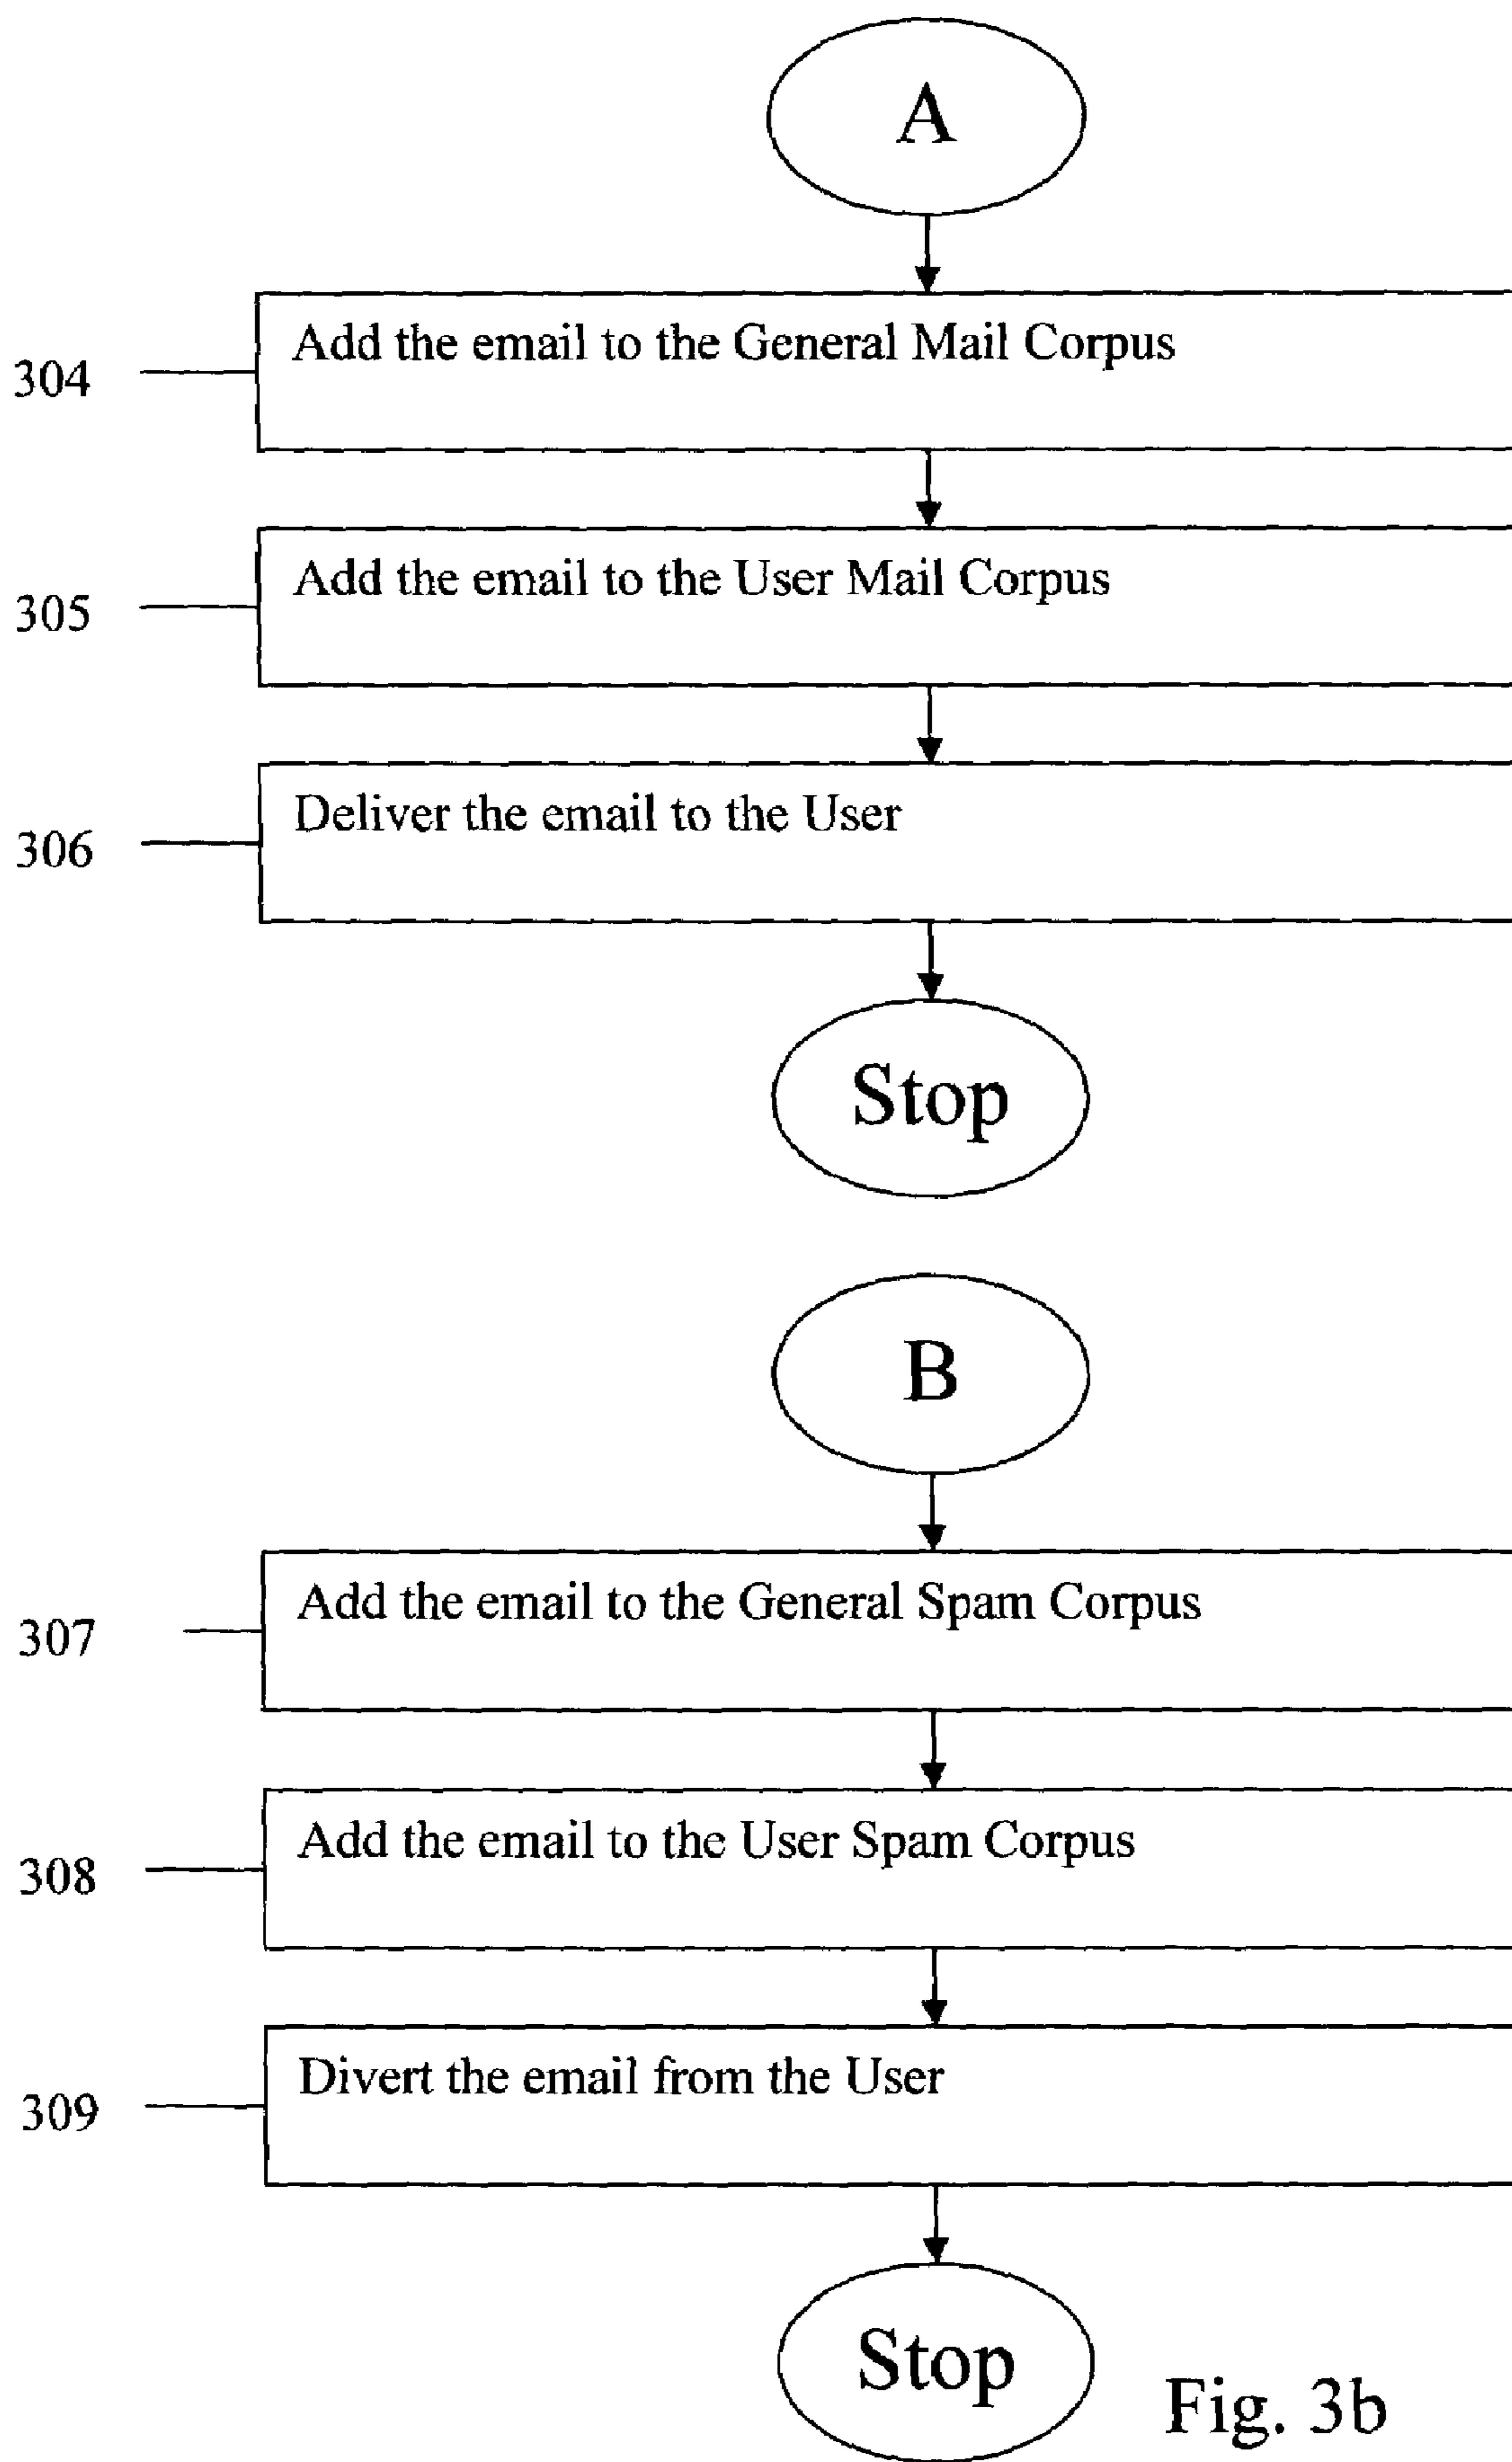 A
304
Add the email to the General Mail Corpus
305
Add the email to the User Mail Corpus
306
Deliver the email to the User
Stop
B
307
Add the email to the General Spam Corpus
308
Add the email to the User Spam Corpus
309
Divert the email from the User
Stop
Fig. 3b